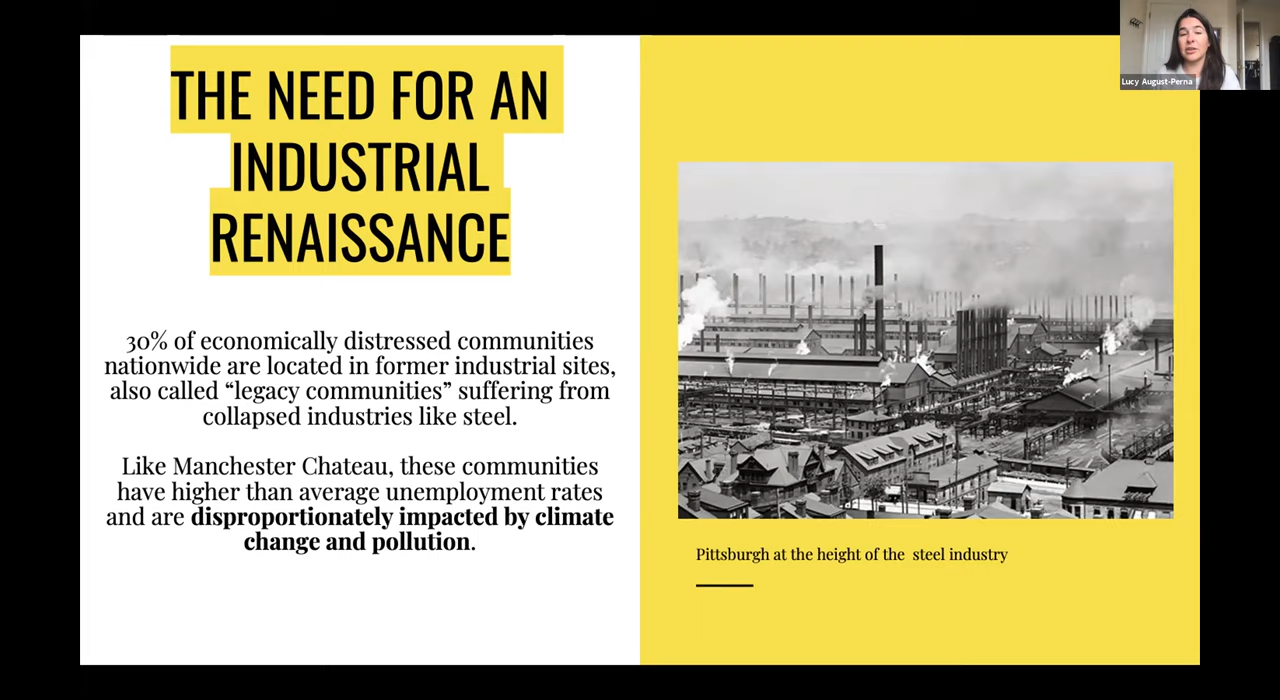 THE NEED FOR AN
INDUSTRIAL
RENAISSANCE
30% of economically distressed communities
nationwide are located in former industrial sites,
also called “legacy communities” suffering from
collapsed industries like steel.
Like Manchester Chateau, these communities
have higher than average unemployment rates
and are disproportionately impacted by climate
change and pollution.
Pittsburgh at the height of the  steel industry
Lucy August-Perna